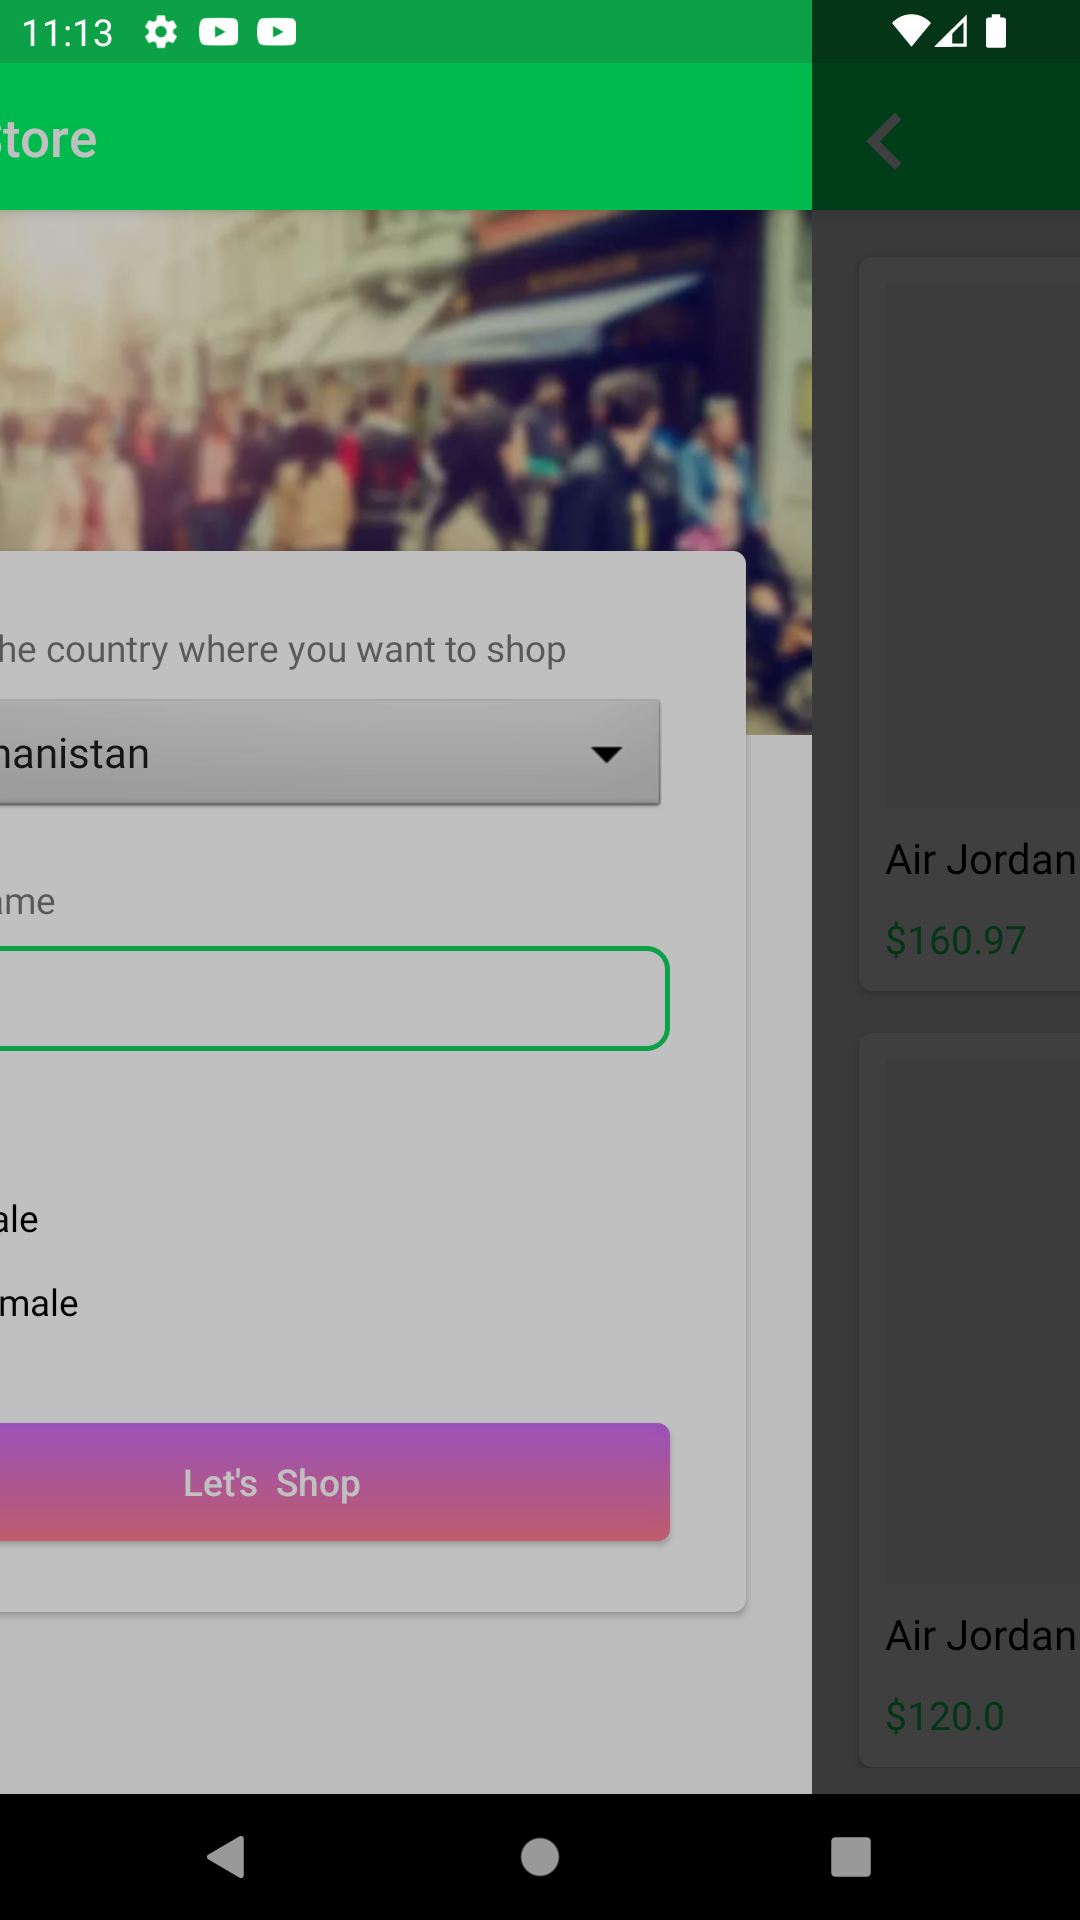 11:13
tore
he country where you want to shop
hanistan
ame
ale
male
Let's Shop
Air Jordan
$160.97
Air Jordan
$120.0